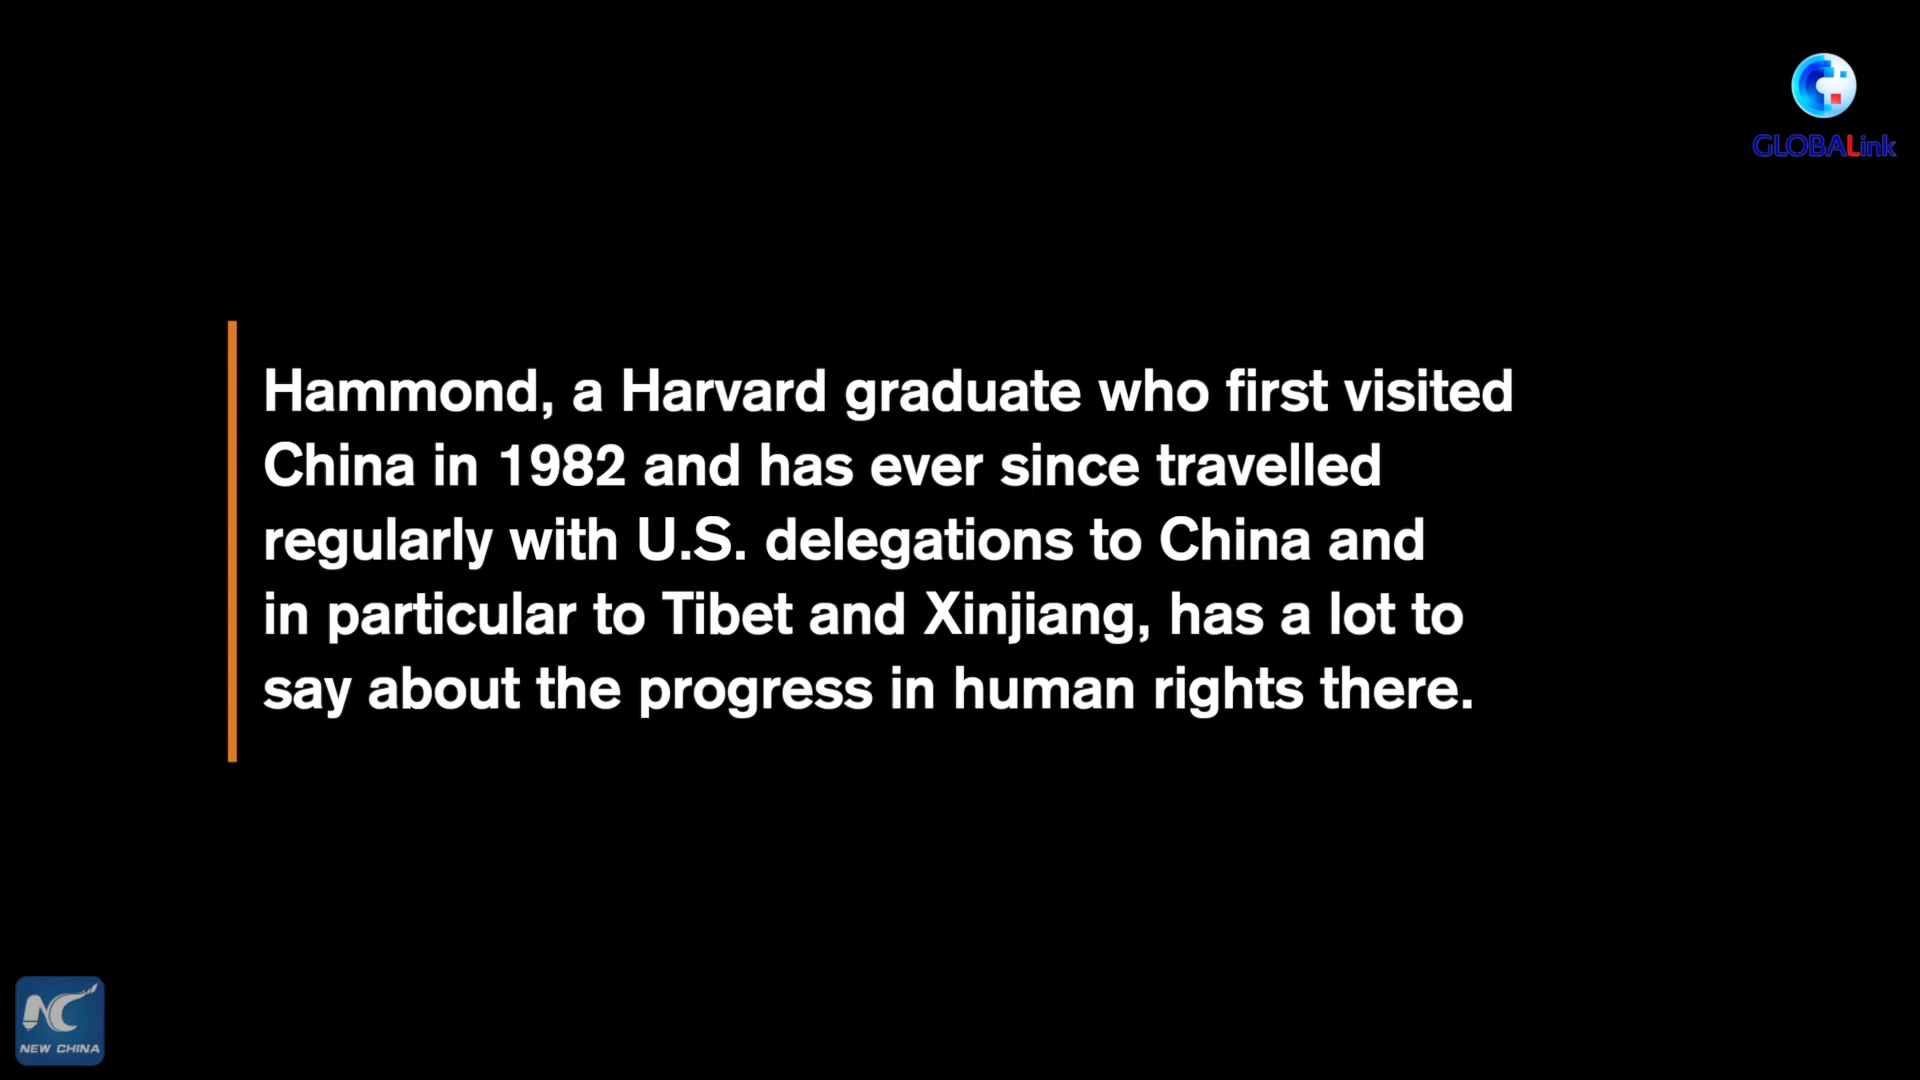 GLOBALink
Hammond, a Harvard graduate who first visited
China in 1982 and has ever since travelled
regularly with U.S. delegations to China and
in particular to Tibet and Xinjiang, has a lot to
say about the progress in human rights there.
NC
NEW CHINA